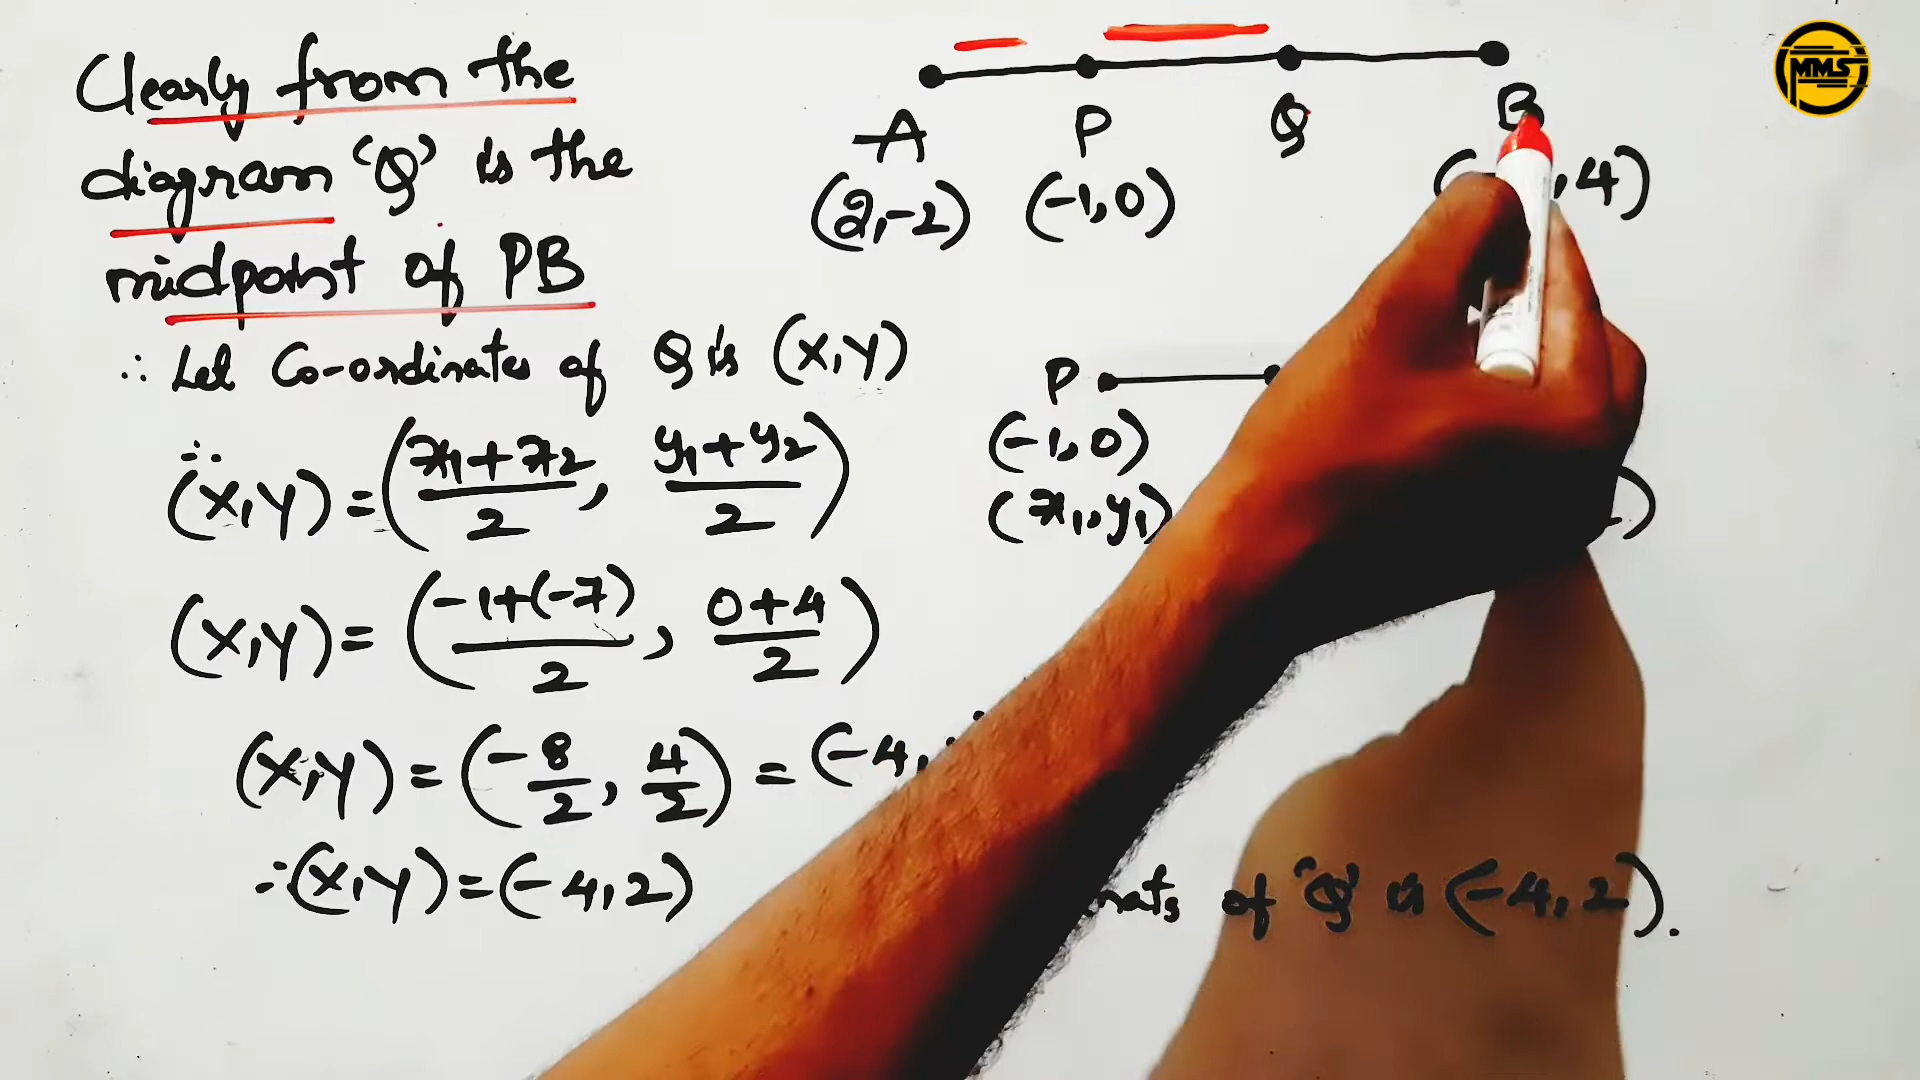 Clearly from the
diagram 'Q' is the
midpoint of PB
∴ Let Co-ordinates of Q is (x,y)
∴ (x,y) = (x₁+x₂/2, y₁+y₂/2)
(x,y) = (-1+(-7)/2, 0+4/2)
(x,y) = (-8/2, 4/2) = (-4,
∴(x,y) = (-4,2)
A P Q B
(2,-2) (-1,0) ,4)
P
(-1,0)
(x₁,y₁)
of 'Q' is (-4,2).
MMS